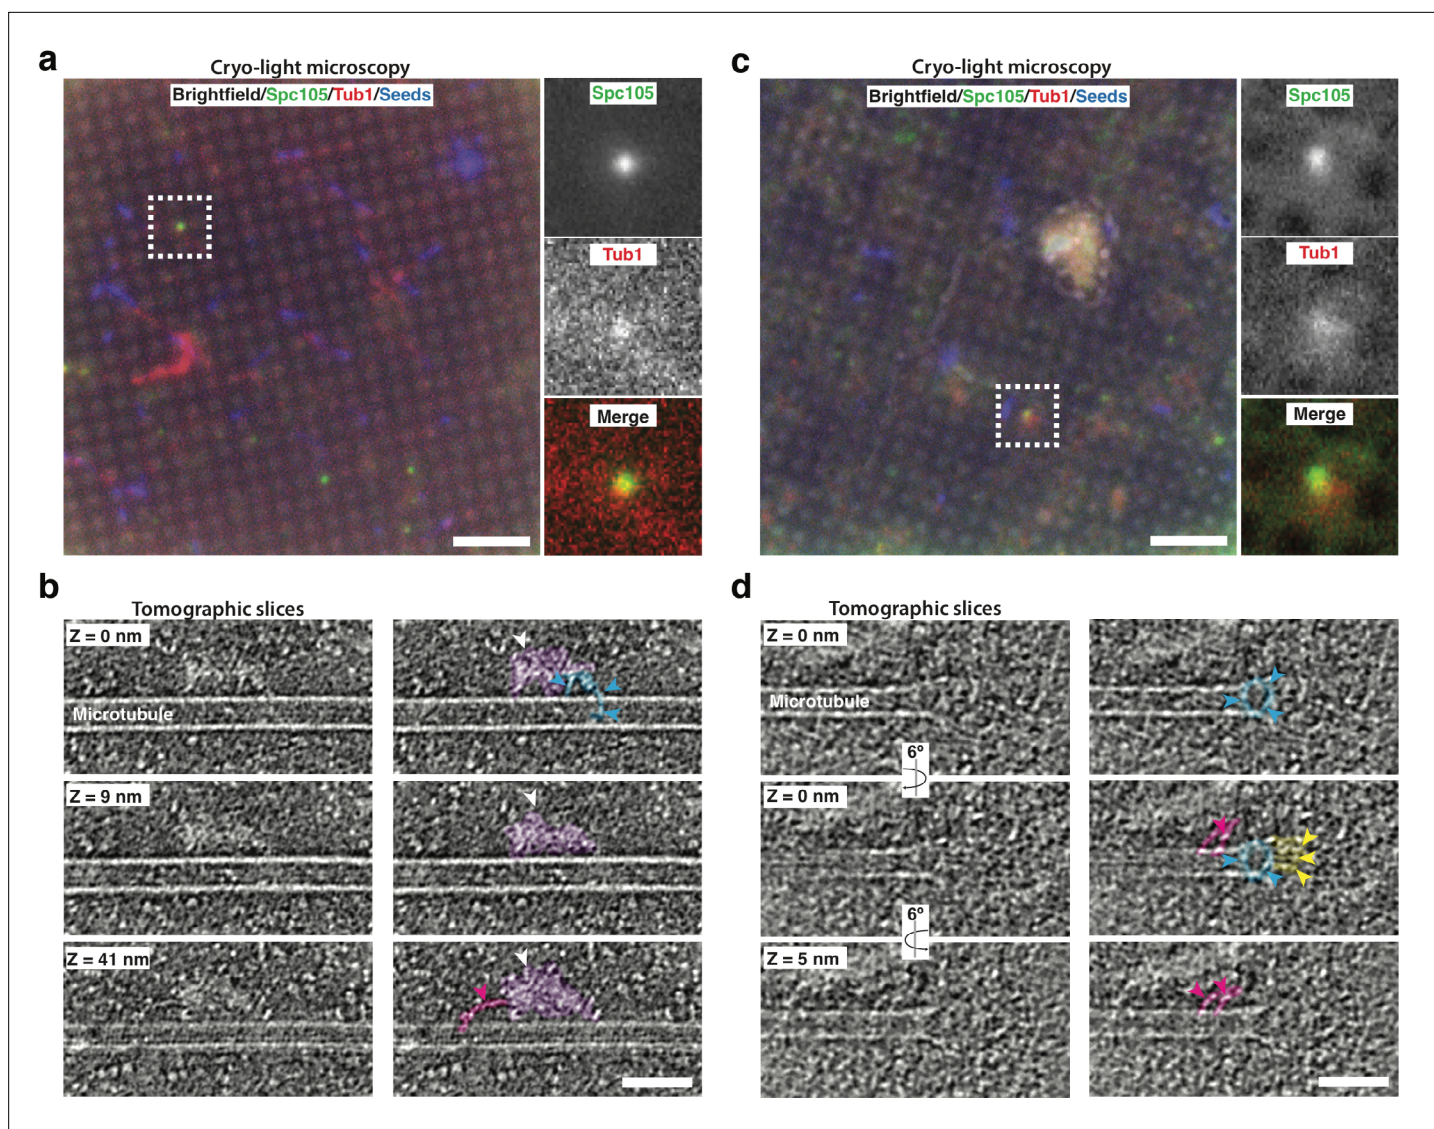 a
Cryo-light microscopy
Brightfield/Spc105/Tub1/Seeds
Spc105
Tub1
Merge
c
Cryo-light microscopy
Brightfield/Spc105/Tub1/Seeds
Spc105
Tub1
Merge
b
Tomographic slices
Z = 0 nm
Microtubule
Z = 9 nm
Z = 41 nm
d
Tomographic slices
Z = 0 nm
Microtubule
6º
Z = 0 nm
6º
Z = 5 nm